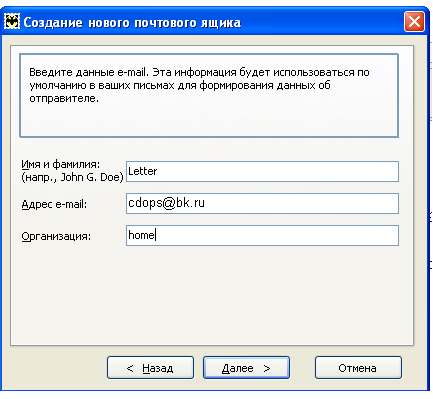 Создание нового почтового ящика
Введите данные e-mail. Эта информация будет использоваться по
умолчанию в ваших письмах для формирования данных об
отправителе.
Имя и фамилия:
(напр., John G. Doe) Letter
Адрес e-mail: cdops@bk.ru
Организация: home
< Назад Далее > Отмена